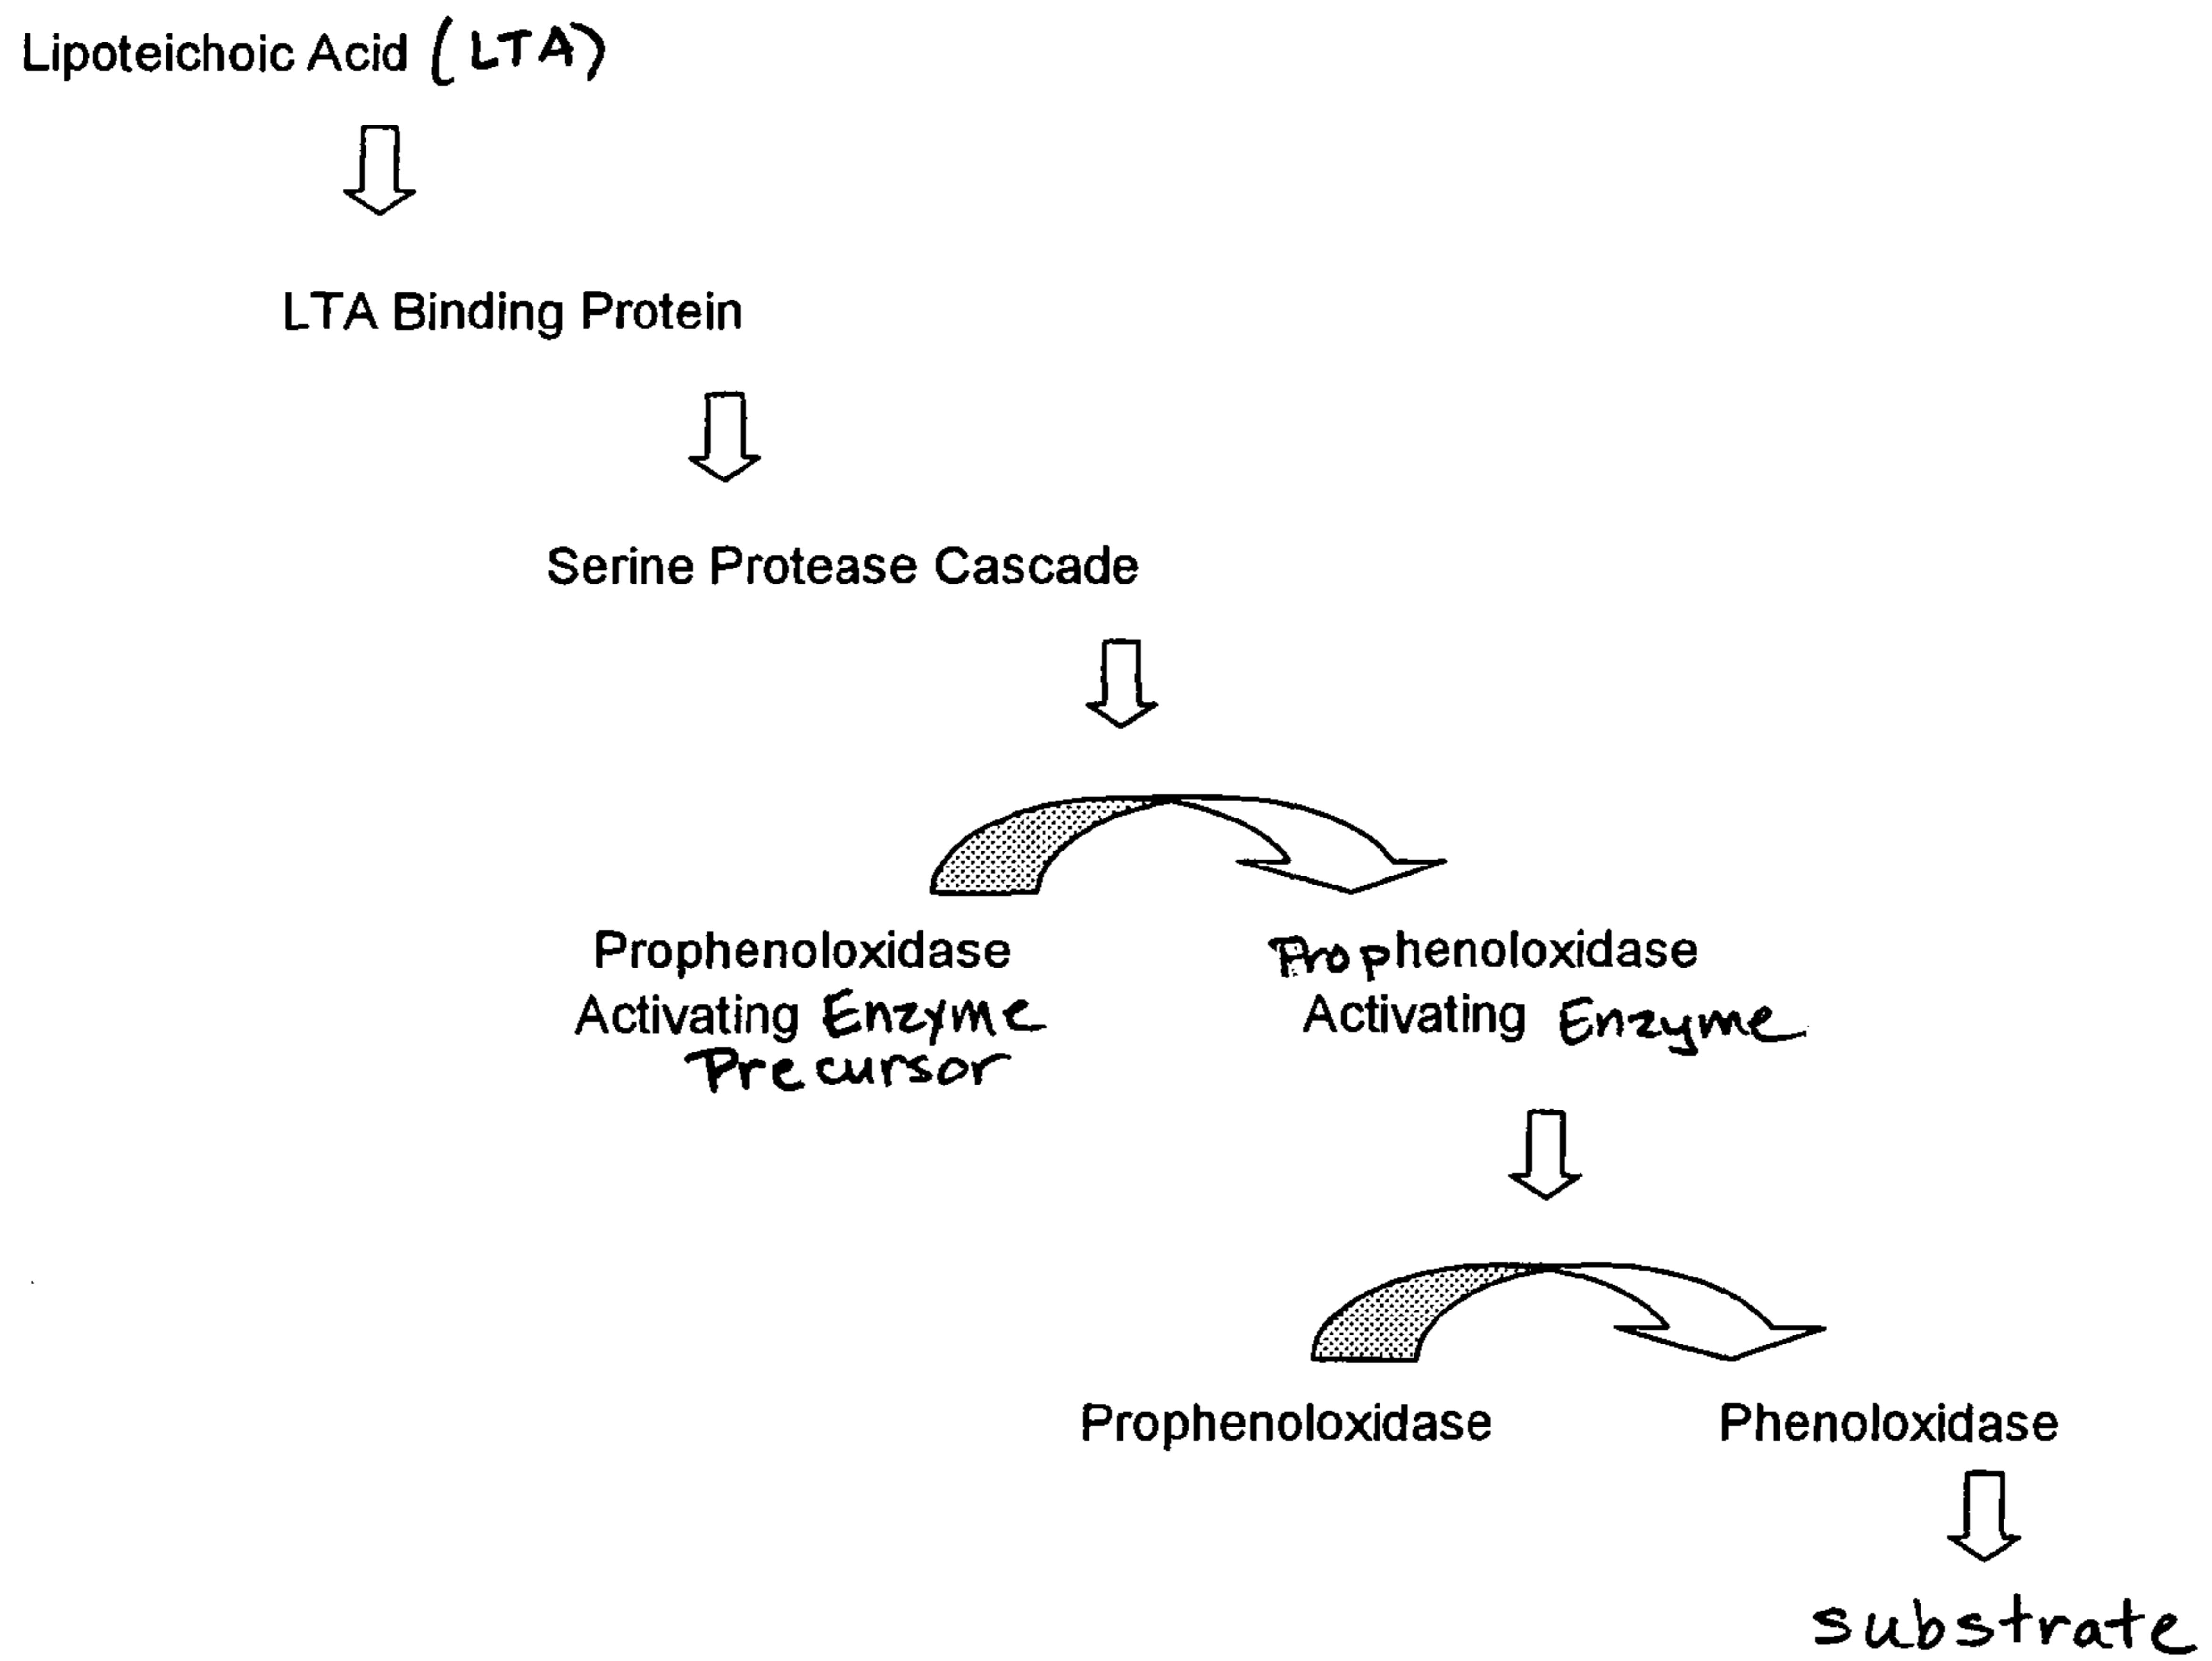 Lipoteichoic Acid (LTA)
LTA Binding Protein
Serine Protease Cascade
Prophenoloxidase
Activating Enzyme
Precursor
Prophenoloxidase
Activating Enzyme
Prophenoloxidase
Phenoloxidase
substrate